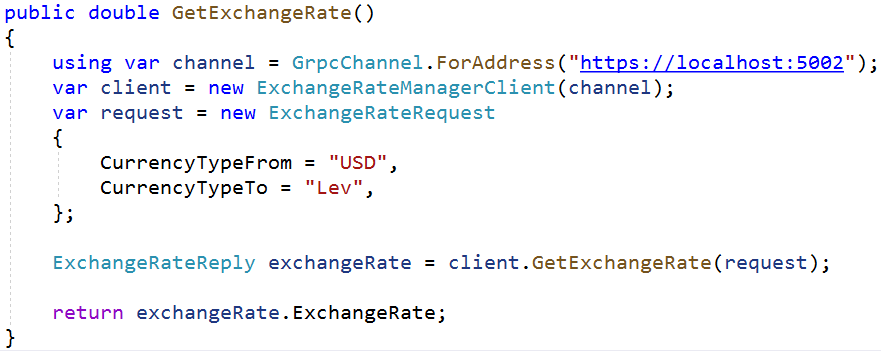 public double GetExchangeRate()
{
    using var channel = GrpcChannel.ForAddress("https://localhost:5002");
    var client = new ExchangeRateManagerClient(channel);
    var request = new ExchangeRateRequest
    {
        CurrencyTypeFrom = "USD",
        CurrencyTypeTo = "Lev",
    };

    ExchangeRateReply exchangeRate = client.GetExchangeRate(request);

    return exchangeRate.ExchangeRate;
}